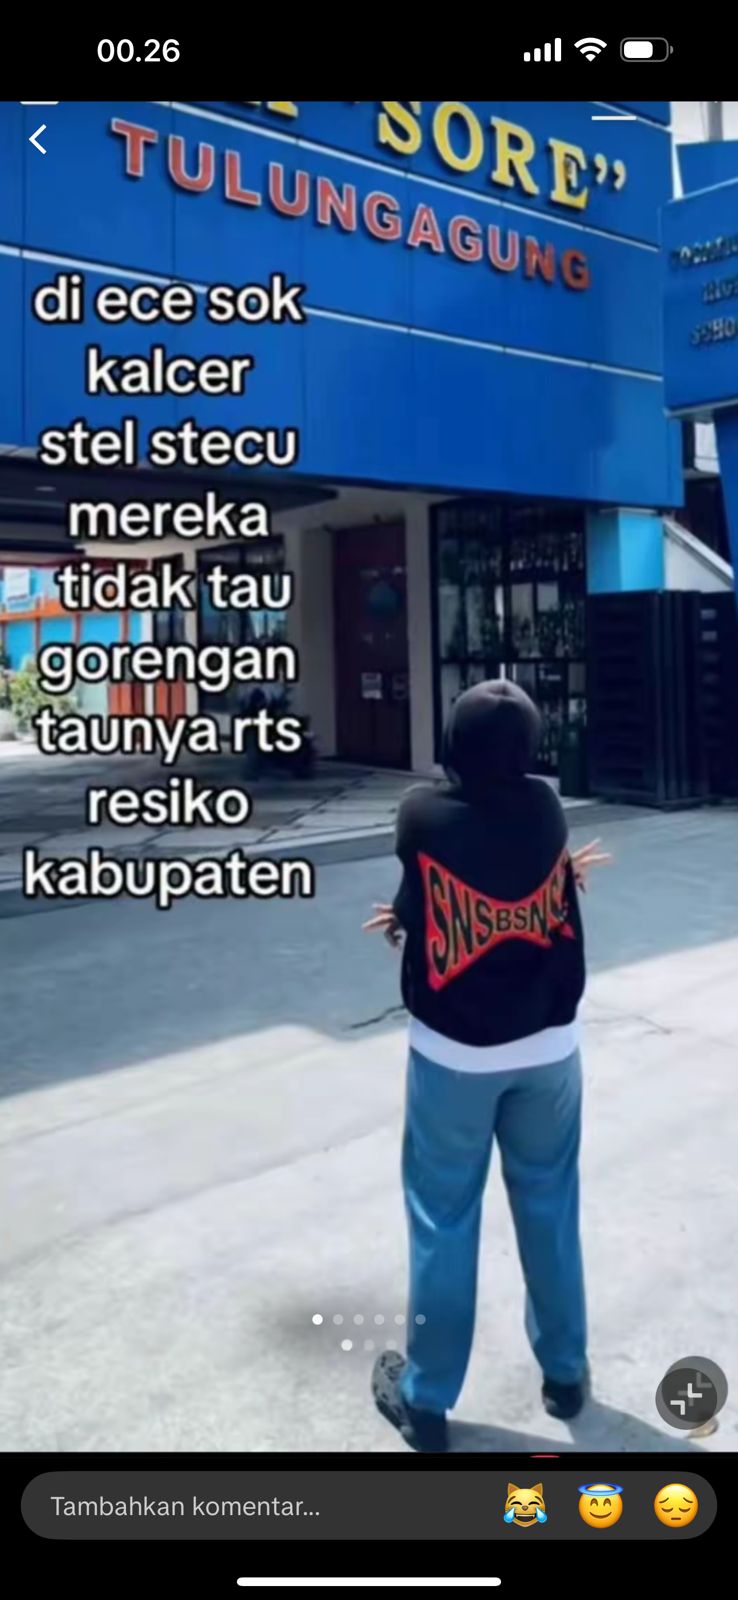 00.26
SORE”
TULUNGAGUNG
di ece sok
kalcer
stel stecu
mereka
tidak tau
gorengan
taunya rts
resiko
kabupaten
SNSBSNS
Tambahkan komentar...